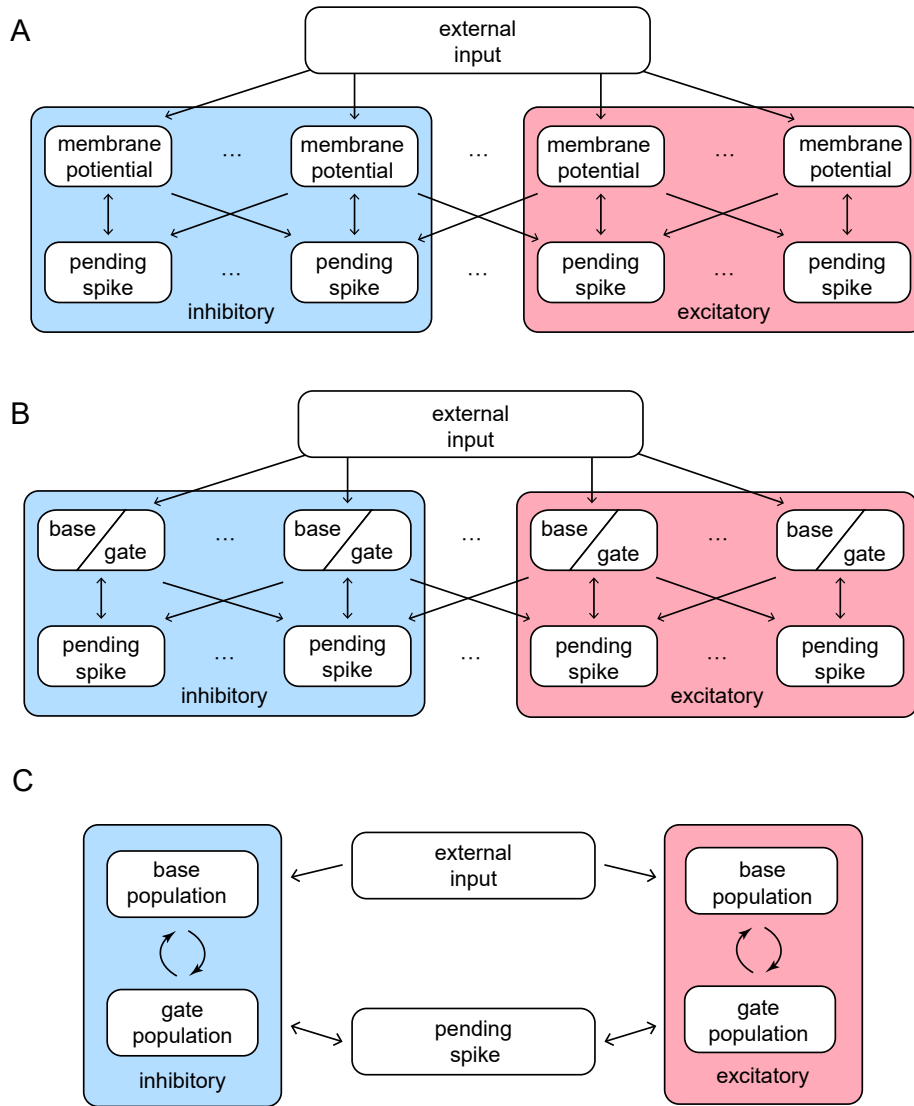 A
external
input
membrane
potiential
...
membrane
potential
...
membrane
potential
...
membrane
potential
pending
spike
...
pending
spike
...
pending
spike
...
pending
spike
inhibitory
excitatory
B
external
input
base
gate
...
base
gate
...
base
gate
...
base
gate
pending
spike
...
pending
spike
...
pending
spike
...
pending
spike
inhibitory
excitatory
C
base
population
external
input
base
population
gate
population
pending
spike
gate
population
inhibitory
excitatory